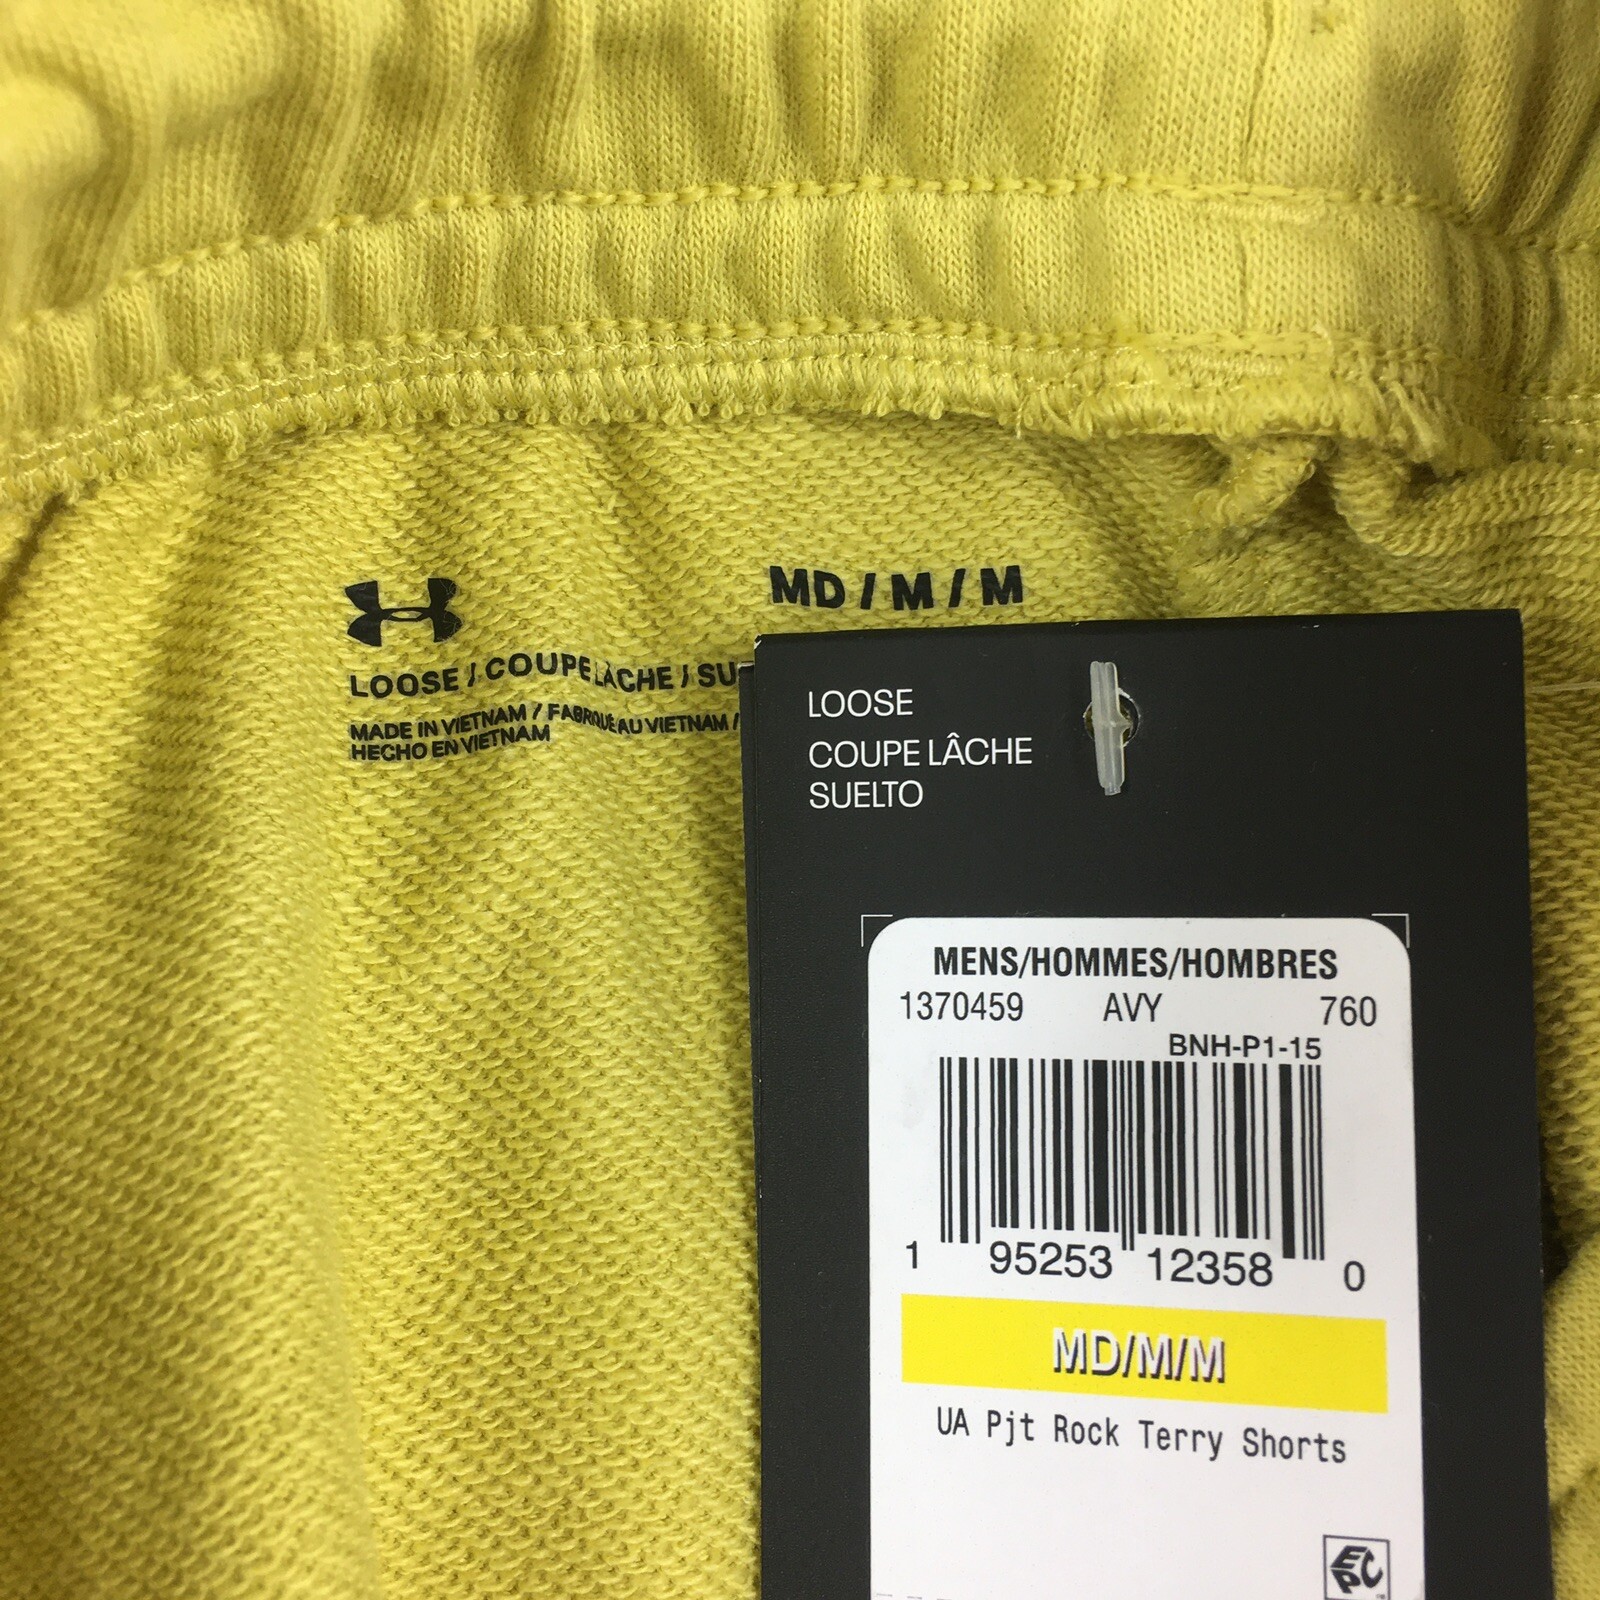 MD / M / M
LOOSE / COUPE LÂCHE / SU
MADE IN VIETNAM / FABRIQUÉ AU VIETNAM /
HECHO EN VIETNAM
LOOSE
COUPE LÂCHE
SUELTO
MENS/HOMMES/HOMBRES
1370459 AVY 760
BNH-P1-15
1 95253 12358 0
MD/M/M
UA Pjt Rock Terry Shorts
EPC